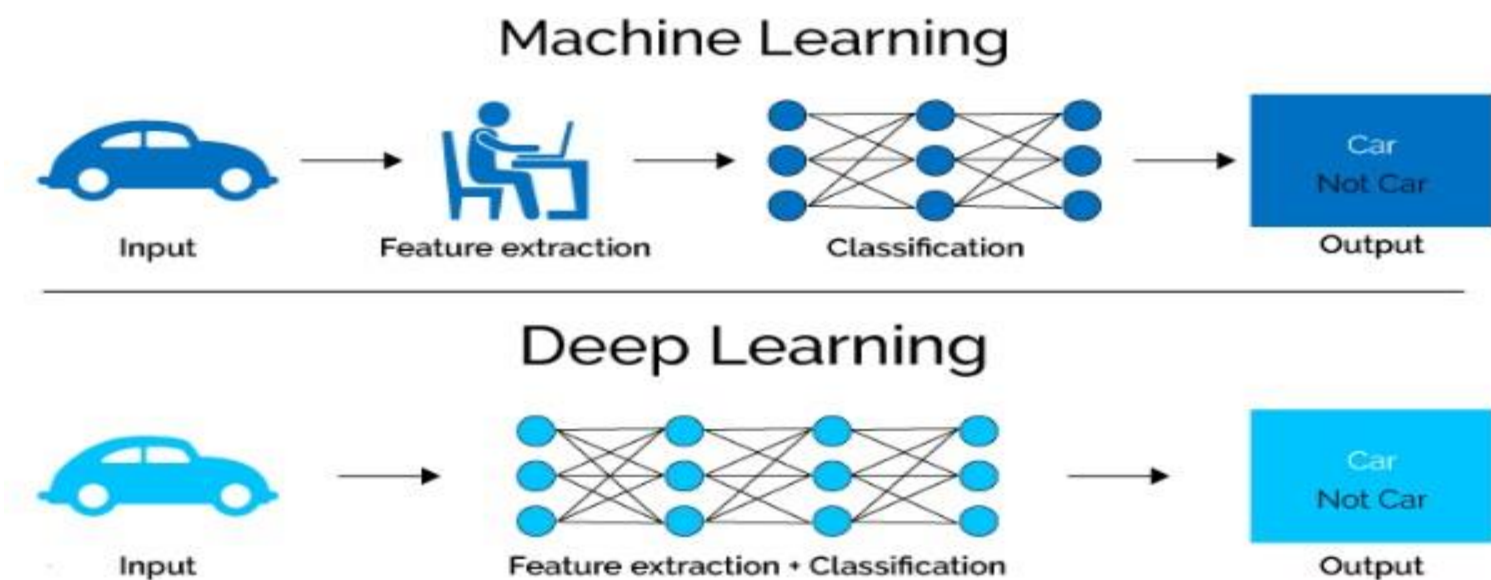 Machine Learning
Car
Not Car
Input
Feature extraction
Classification
Output
Deep Learning
Car
Not Car
Input
Feature extraction + Classification
Output